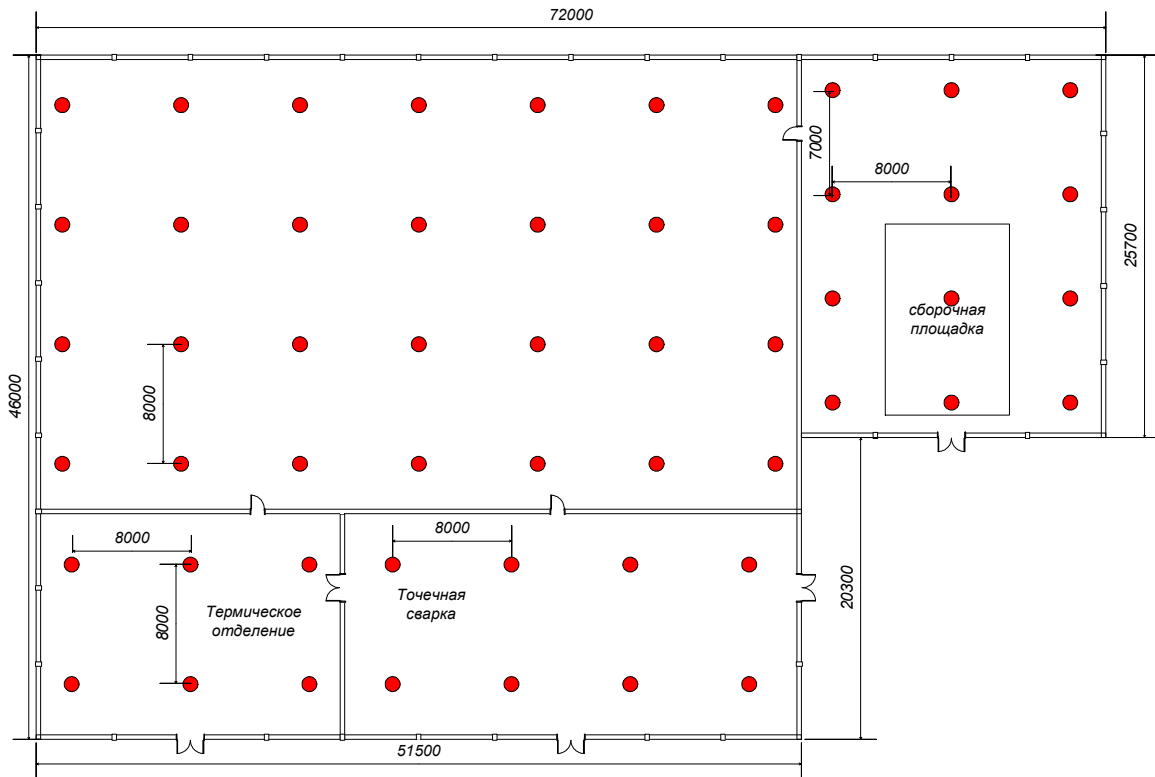 72000
7000
8000
25700
сборочная
площадка
46000
8000
8000
8000
8000
Термическое
отделение
Точечная
сварка
20300
51500